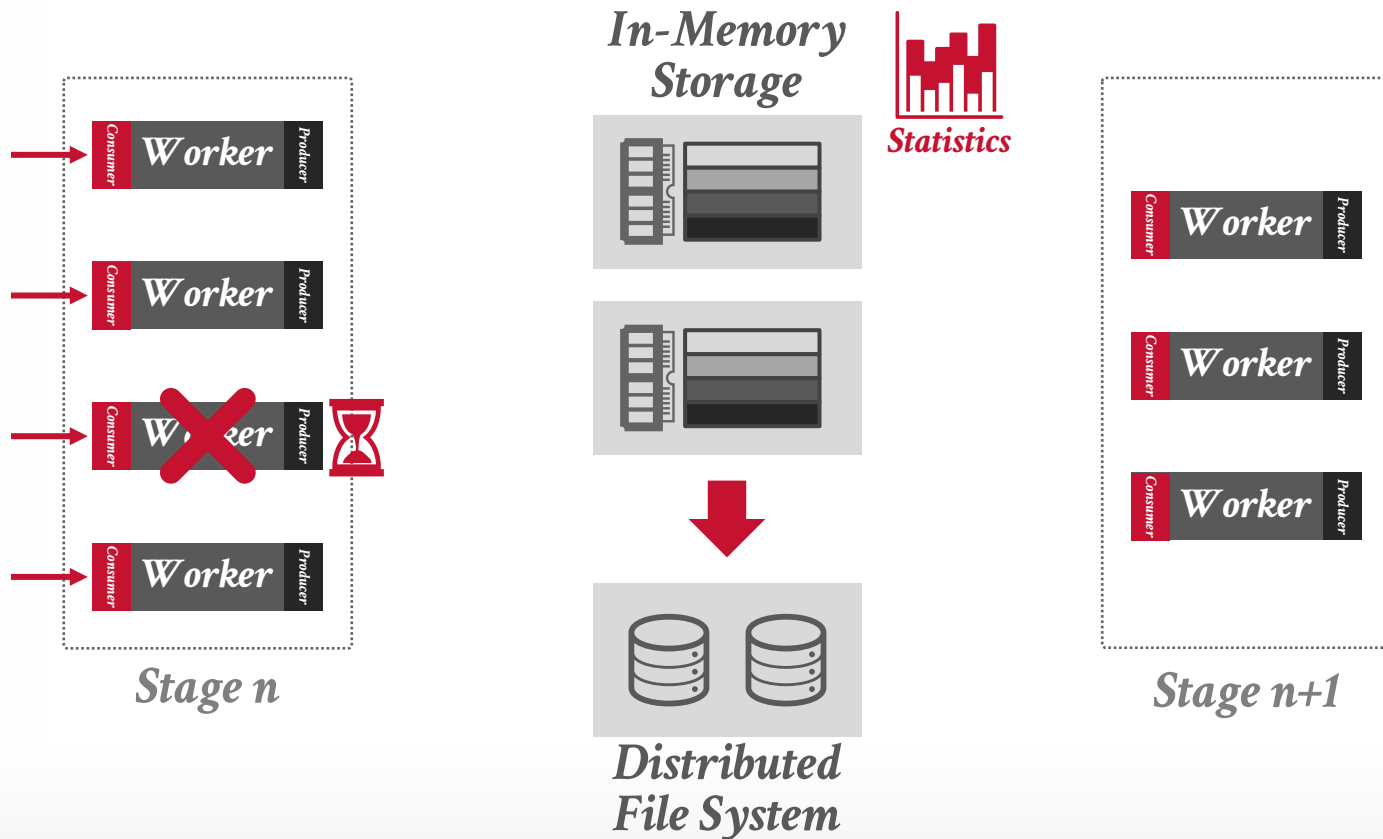 In-Memory
Storage
Statistics
Consumer
Worker
Producer
Consumer
Worker
Producer
Consumer
Worker
Producer
Consumer
Worker
Producer
Stage n
Distributed
File System
Consumer
Worker
Producer
Consumer
Worker
Producer
Consumer
Worker
Producer
Stage n+1